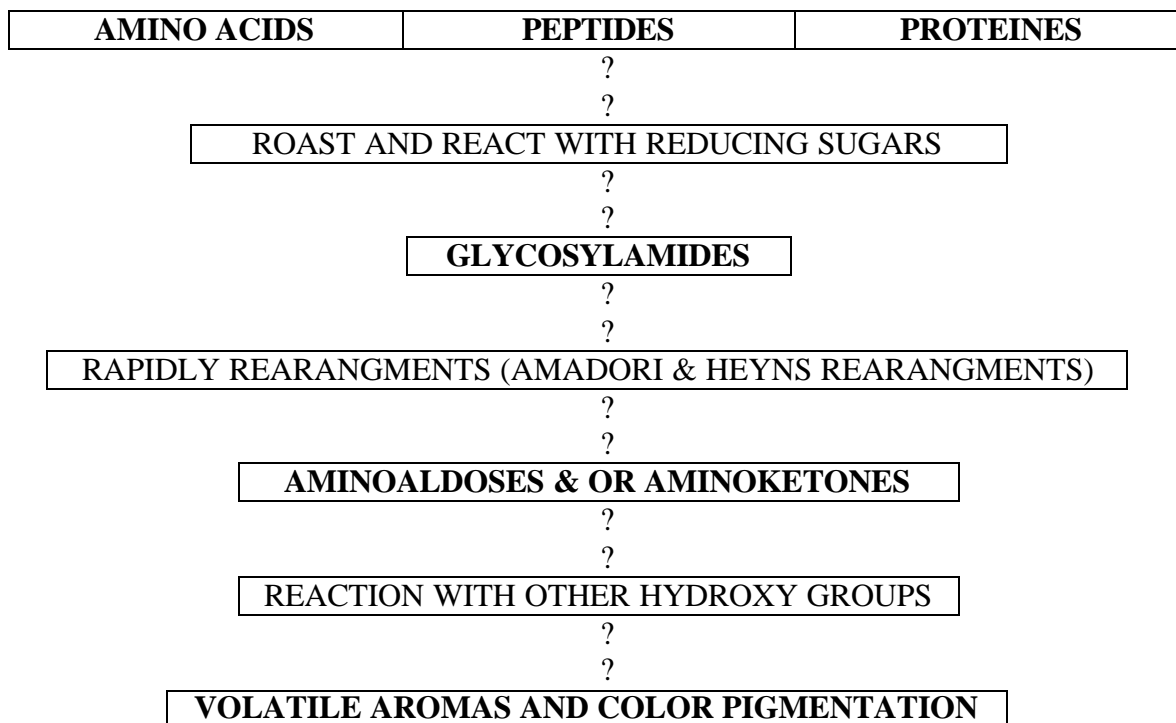 AMINO ACIDS PEPTIDES PROTEINES
?
?
ROAST AND REACT WITH REDUCING SUGARS
?
?
GLYCOSYLAMIDES
?
?
RAPIDLY REARANGMENTS (AMADORI & HEYNS REARANGMENTS)
?
?
AMINOALDOSES & OR AMINOKETONES
?
?
REACTION WITH OTHER HYDROXY GROUPS
?
?
VOLATILE AROMAS AND COLOR PIGMENTATION